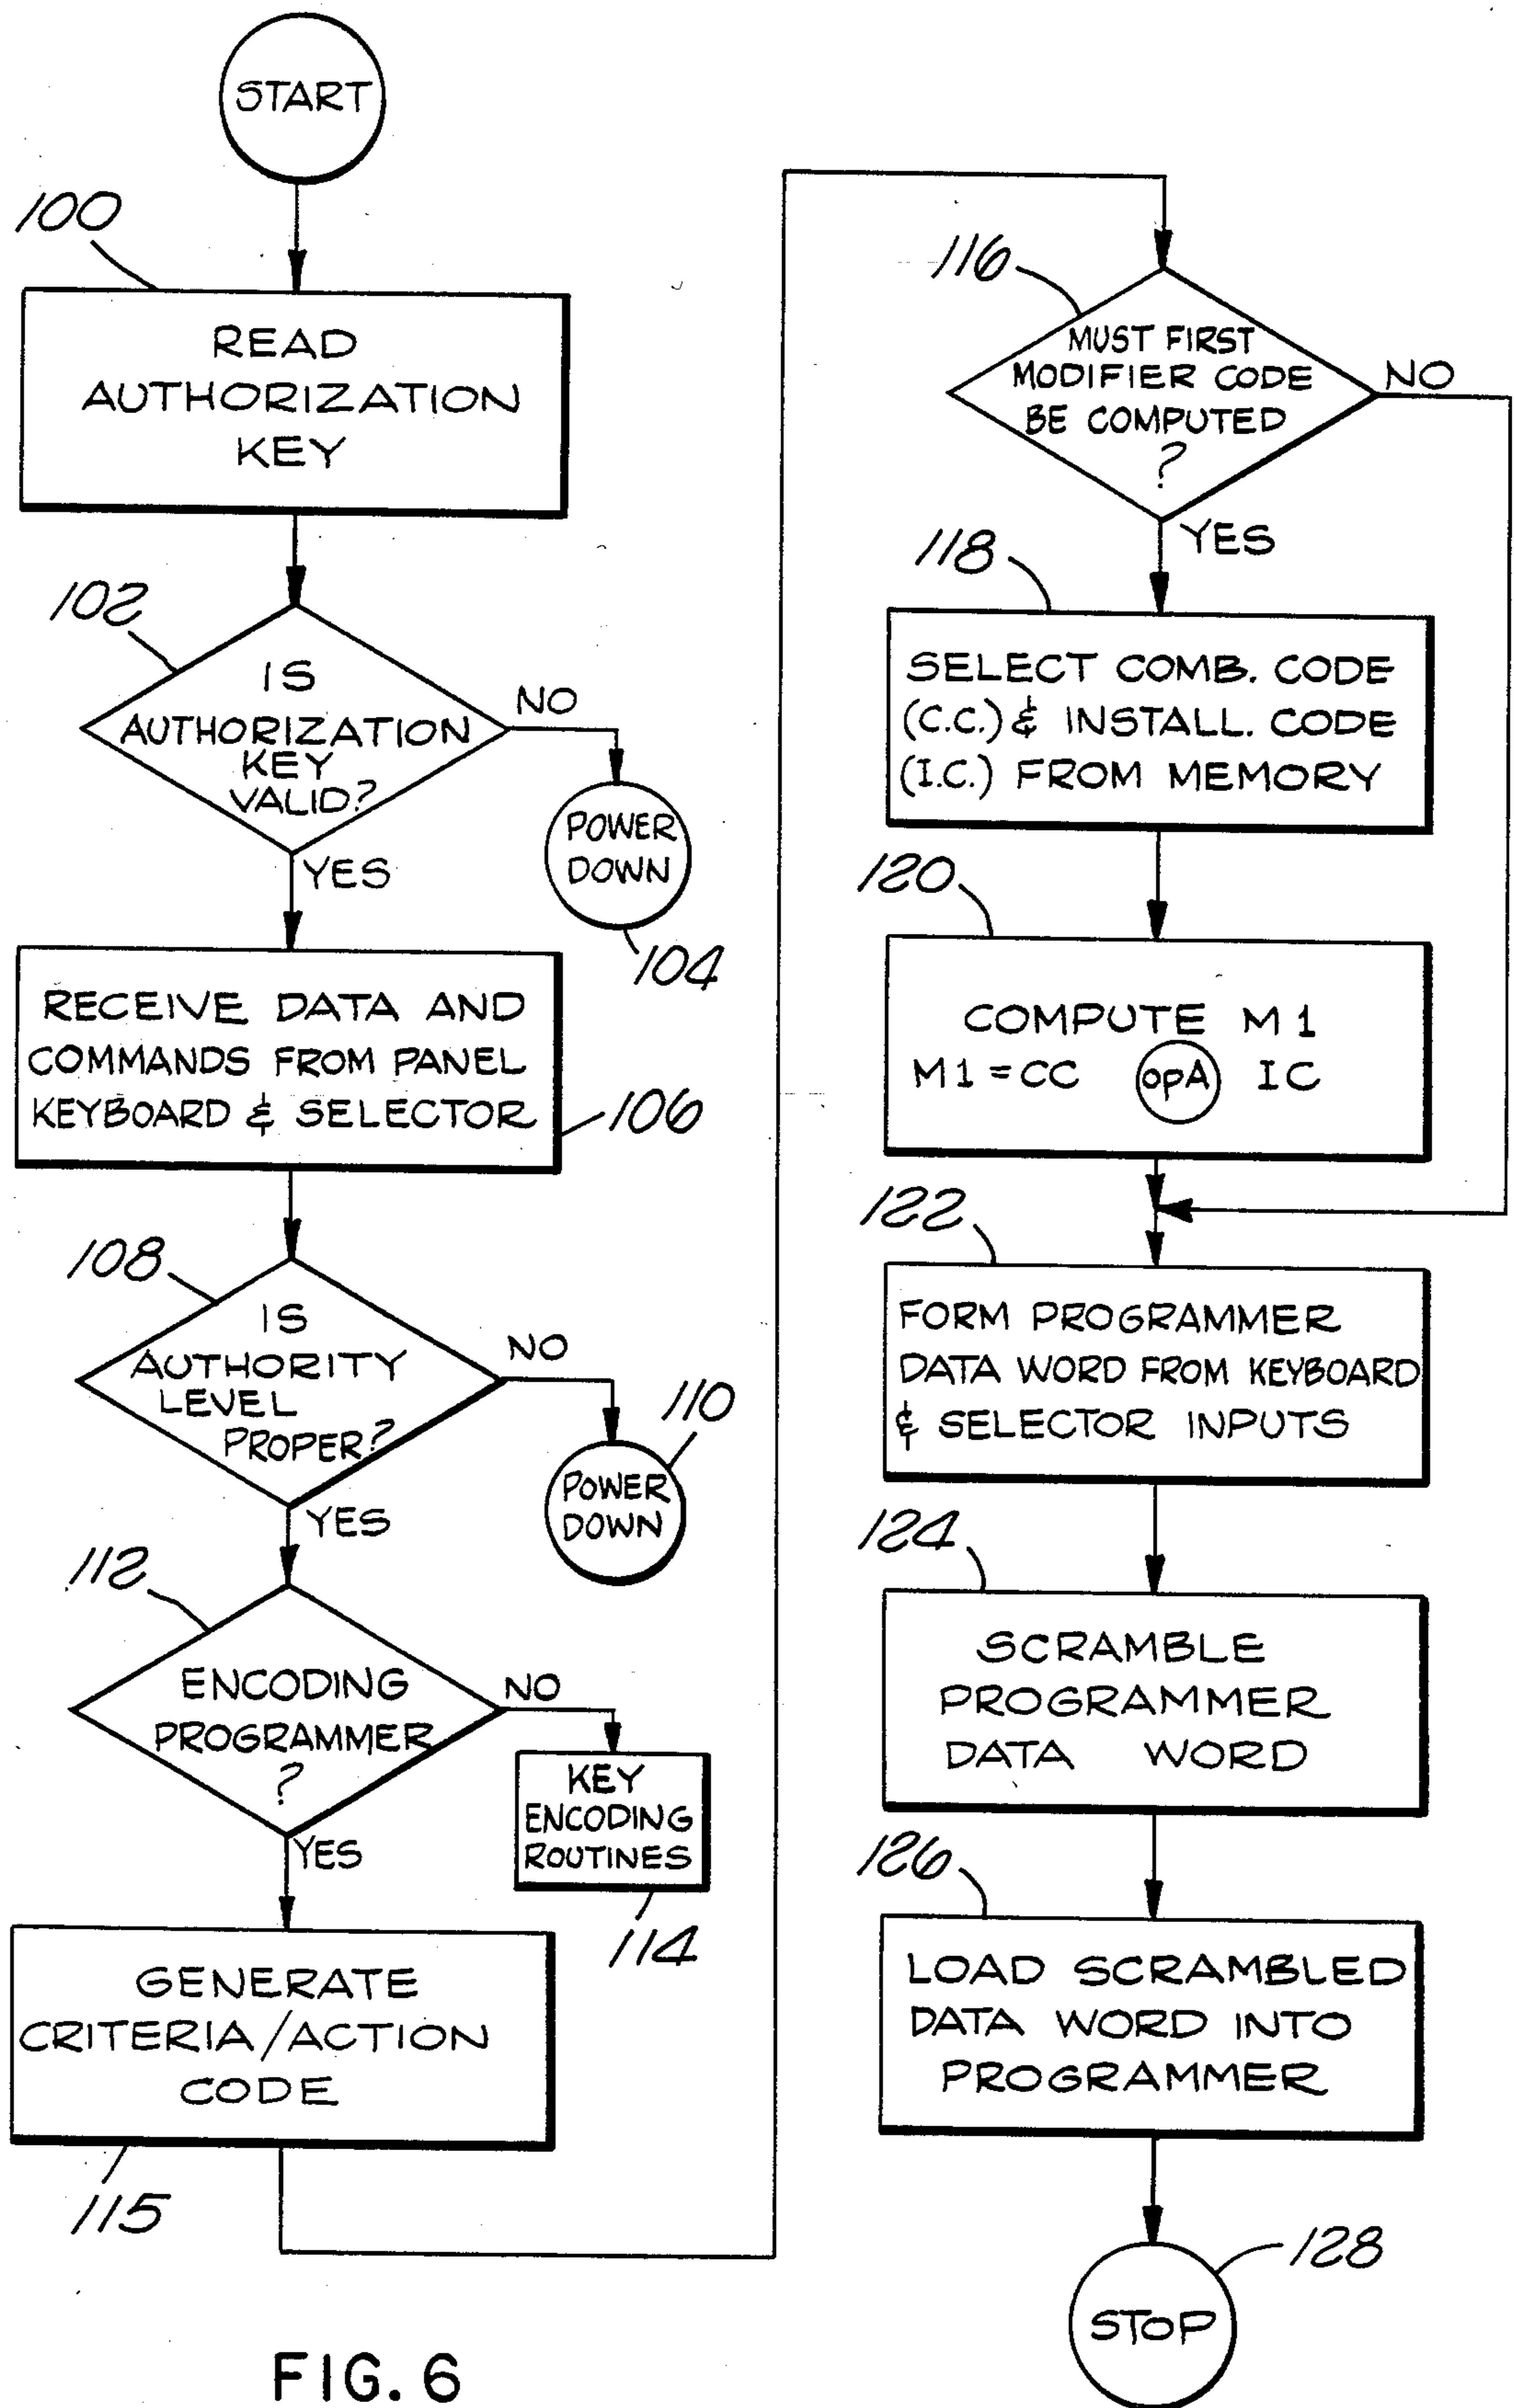 START
100
READ
AUTHORIZATION
KEY
102
IS
AUTHORIZATION
KEY
VALID?
NO
POWER
DOWN
104
YES
RECEIVE DATA AND
COMMANDS FROM PANEL
KEYBOARD & SELECTOR
106
108
IS
AUTHORITY
LEVEL
PROPER?
NO
110
POWER
DOWN
YES
112
ENCODING
PROGRAMMER
?
NO
KEY
ENCODING
ROUTINES
114
YES
GENERATE
CRITERIA/ACTION
CODE
115
116
MUST FIRST
MODIFIER CODE
BE COMPUTED
?
NO
YES
118
SELECT COMB. CODE
(C.C.) & INSTALL. CODE
(I.C.) FROM MEMORY
120
COMPUTE M1
M1=CC opA IC
122
FORM PROGRAMMER
DATA WORD FROM KEYBOARD
& SELECTOR INPUTS
124
SCRAMBLE
PROGRAMMER
DATA WORD
126
LOAD SCRAMBLED
DATA WORD INTO
PROGRAMMER
128
STOP
FIG. 6